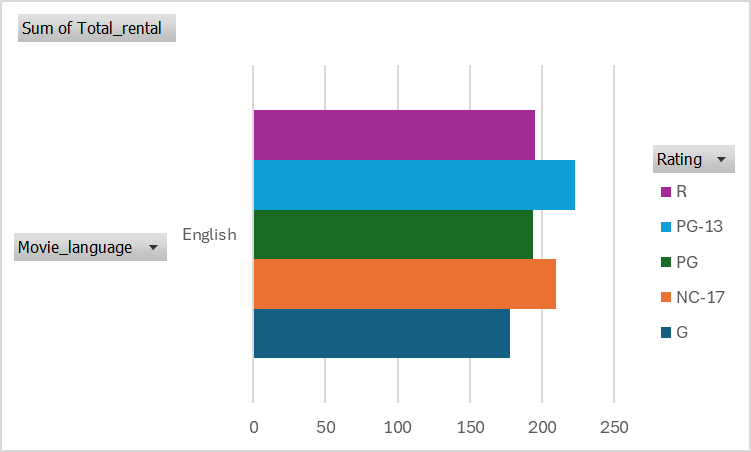 Sum of Total_rental
Rating
R
PG-13
PG
NC-17
G
Movie_language
English
0 50 100 150 200 250